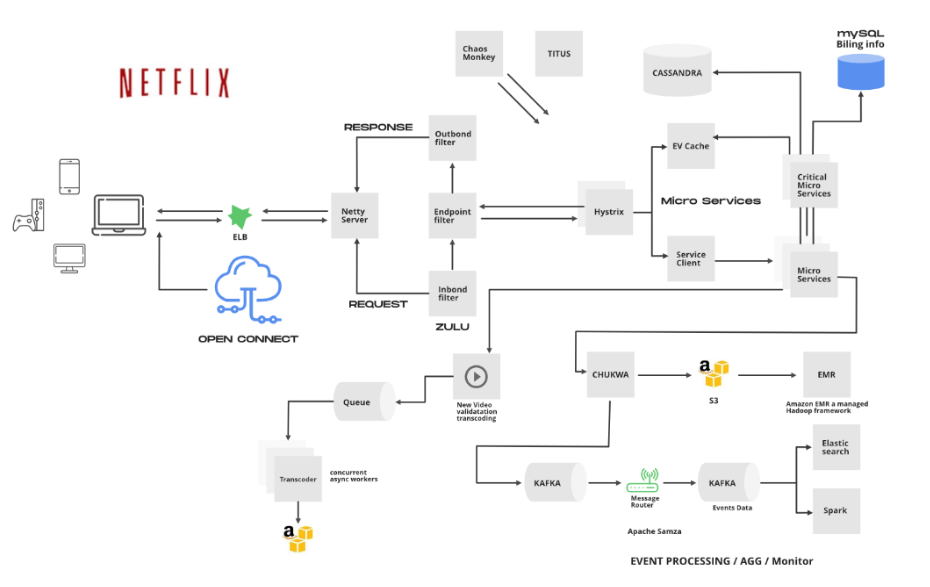 mySQL
Biling info
Chaos
Monkey
TITUS
CASSANDRA
NETFLIX
RESPONSE
Outbond
filter
EV Cache
Critical
Micro
Services
Netty
Server
Endpoint
filter
Hystrix
Micro Services
ELB
Service
Client
Micro
Services
Inbond
filter
REQUEST
ZULU
OPEN CONNECT
CHUKWA
a
S3
EMR
Amazon EMR a managed
Hadoop framework
Queue
New Video
validatation
transcoding
Elastic
search
Transcoder
concurrent
async workers
KAFKA
Message
Router
KAFKA
Events Data
Spark
a
Apache Samza
EVENT PROCESSING / AGG / Monitor